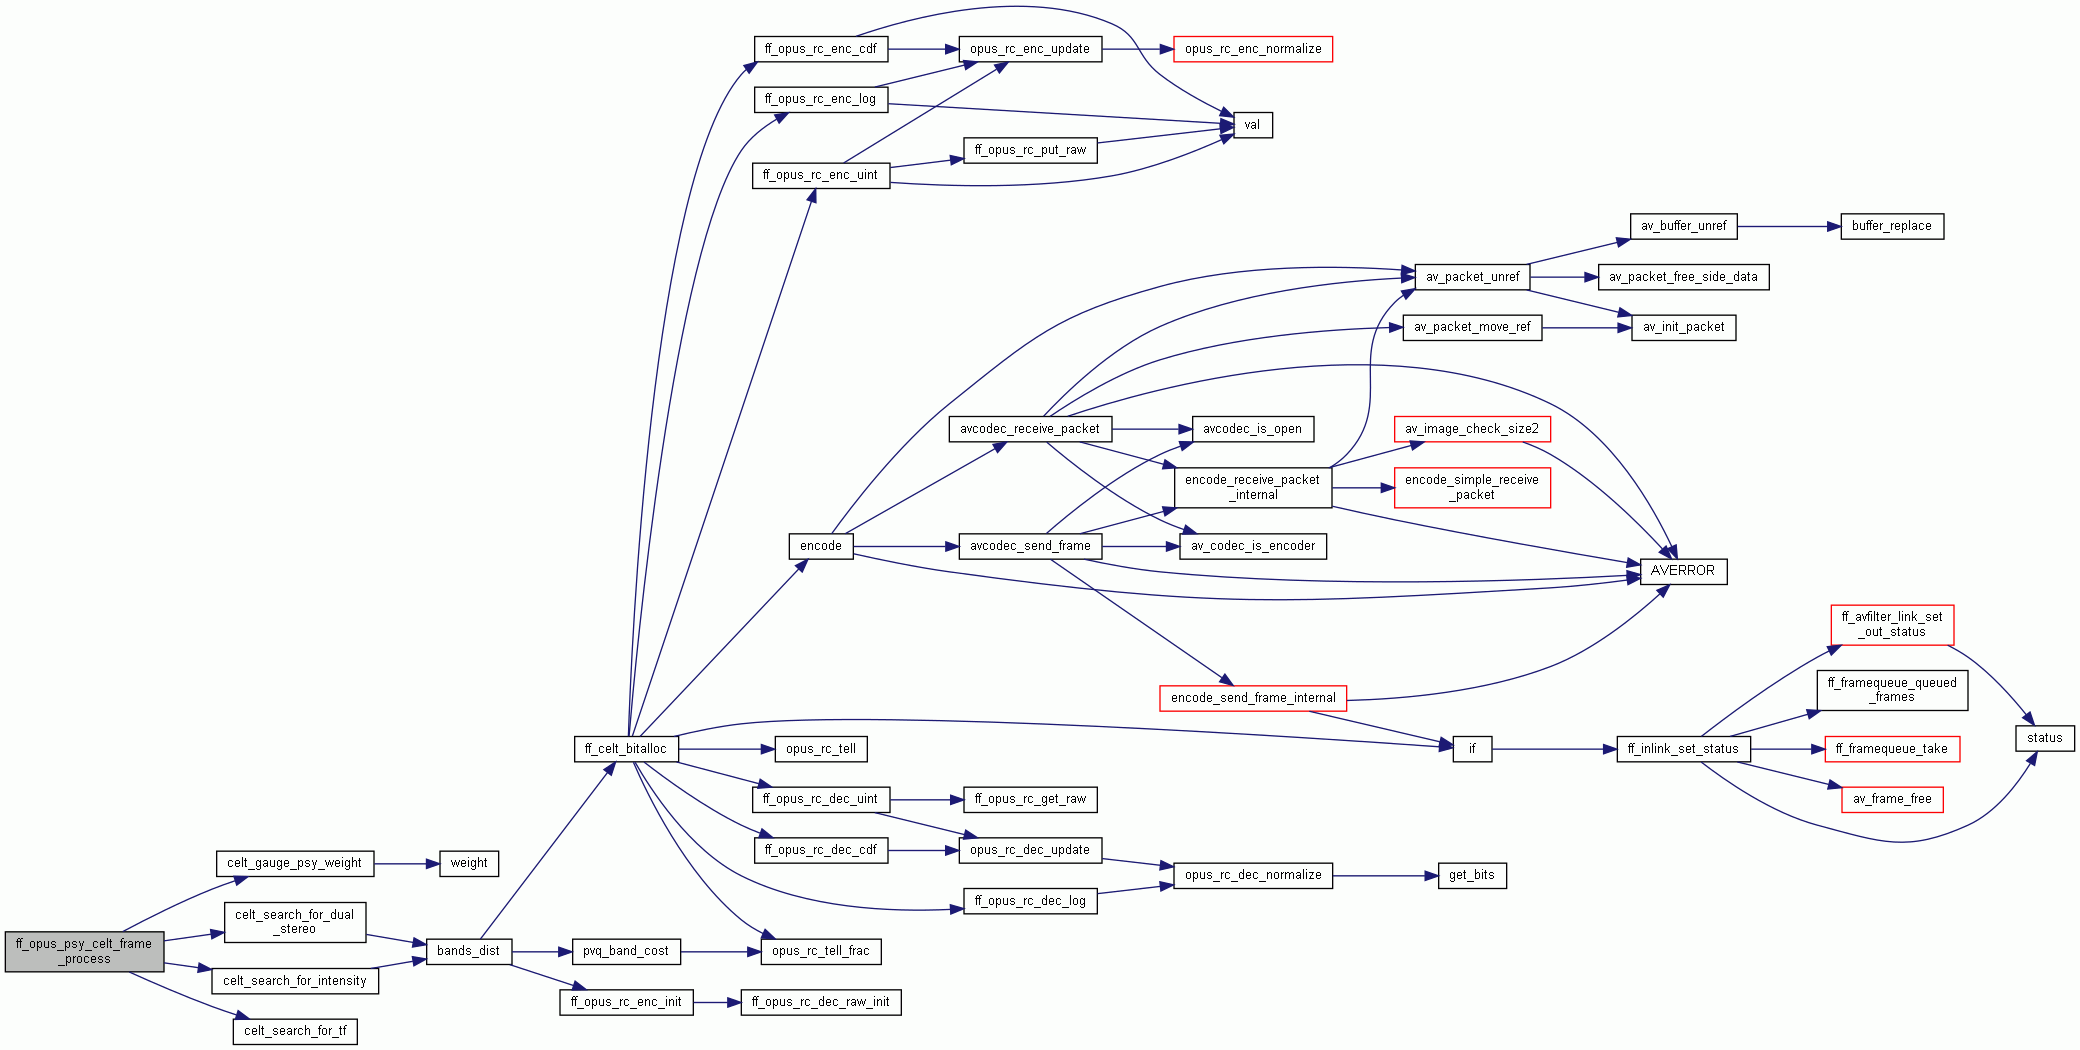 ff_opus_rc_enc_cdf
opus_rc_enc_update
opus_rc_enc_normalize
ff_opus_rc_enc_log
val
ff_opus_rc_put_raw
ff_opus_rc_enc_uint
av_buffer_unref
buffer_replace
av_packet_unref
av_packet_free_side_data
av_packet_move_ref
av_init_packet
avcodec_receive_packet
avcodec_is_open
av_image_check_size2
encode_receive_packet
_internal
encode_simple_receive
_packet
encode
avcodec_send_frame
av_codec_is_encoder
AVERROR
ff_avfilter_link_set
_out_status
ff_framequeue_queued
_frames
encode_send_frame_internal
status
ff_celt_bitalloc
opus_rc_tell
if
ff_inlink_set_status
ff_framequeue_take
ff_opus_rc_dec_uint
ff_opus_rc_get_raw
av_frame_free
ff_opus_rc_dec_cdf
opus_rc_dec_update
celt_gauge_psy_weight
weight
opus_rc_dec_normalize
get_bits
ff_opus_rc_dec_log
celt_search_for_dual
_stereo
ff_opus_psy_celt_frame
_process
bands_dist
pvq_band_cost
opus_rc_tell_frac
celt_search_for_intensity
ff_opus_rc_enc_init
ff_opus_rc_dec_raw_init
celt_search_for_tf